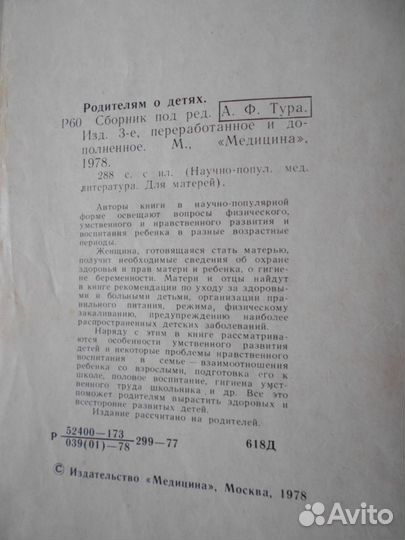 Родителям о детях.
Р60 Сборник под ред. А. Ф. Тура.
Изд. 3-е, переработанное и до-
полненное. М., «Медицина»,
1978.
288 с. с ил. (Научно-попул. мед.
литература. Для матерей).
Авторы книги в научно-популярной
форме освещают вопросы физического,
умственного и нравственного развития и
воспитания ребенка в разные возрастные
периоды.
Женщина, готовящаяся стать матерью,
получит необходимые сведения об охране
здоровья и прав матери и ребенка, о гигие-
не беременности. Матери и отцы найдут
в книге рекомендации по уходу за здоровы-
ми и больными детьми, организации пра-
вильного питания, режима, физическому
закаливанию, предупреждению наиболее
распространенных детских заболеваний.
Наряду с этим в книге рассматрива-
ются особенности умственного развития
детей и некоторые проблемы нравственного
воспитания в семье — взаимоотношения
ребенка со взрослыми, подготовка его к
школе, половое воспитание, гигиена умст-
венного труда школьника и др. Все это
поможет родителям вырастить здоровых и
всесторонне развитых детей.
Издание рассчитано на родителей.
Р 52400—173
039(01)—78 299—77 618Д
© Издательство «Медицина», Москва, 1978
Avito